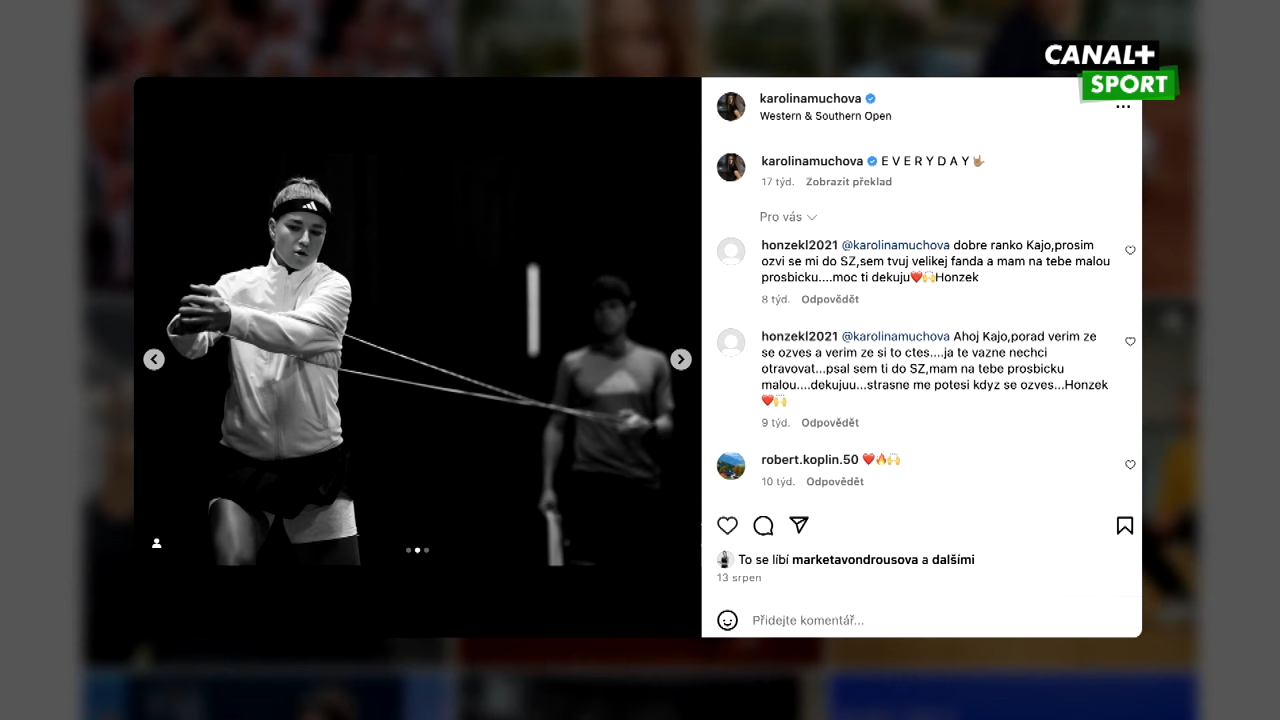 CANAL+
SPORT
karolinamuchova
Western & Southern Open
karolinamuchova E V E R Y D A Y🤟🏽
17 týd. Zobrazit překlad
Pro vás
honzekl2021 @karolinamuchova dobre ranko Kajo,prosim
ozvi se mi do SZ,sem tvuj velikej fanda a mam na tebe malou
prosbicku....moc ti dekuju❤️🙌Honzek
8 týd. Odpovědět
honzekl2021 @karolinamuchova Ahoj Kajo,porad verim ze
se ozves a verim ze si to ctes....ja te vazne nechci
otravovat...psal sem ti do SZ,mam na tebe prosbicku
malou....dekujuu...strasne me potesi kdyz se ozves...Honzek
❤️🙌
9 týd. Odpovědět
robert.koplin.50 ❤️🔥🙌
10 týd. Odpovědět
To se líbí marketavondrousova a dalšími
13 srpen
Přidejte komentář...